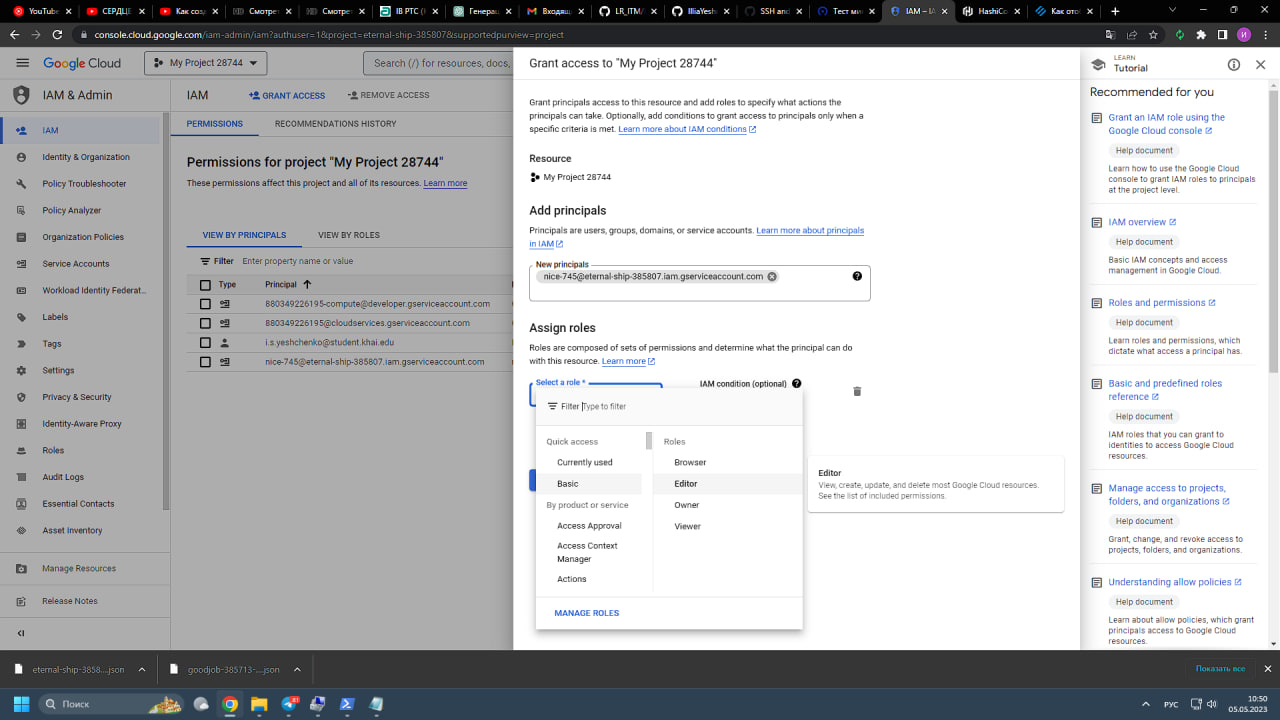 YouTube
СЕРДЦЕ
Как созд
Смотрет
Смотрет
IB PTC (
Генерац
Входящ
LR_ITM/
IlliaYeshc
SSH and
Тест мин
IAM – IA
HashiCo
Как отоб
console.cloud.google.com/iam-admin/iam?authuser=1&project=eternal-ship-385807&supportedpurview=project
Google Cloud
My Project 28744
Search (/) for resources, docs,
IAM & Admin
IAM
Identity & Organization
Policy Troubleshooter
Policy Analyzer
Organization Policies
Service Accounts
Workload Identity Federat...
Labels
Tags
Settings
Privacy & Security
Identity-Aware Proxy
Roles
Audit Logs
Essential Contacts
Asset Inventory
Manage Resources
Release Notes
IAM
GRANT ACCESS
REMOVE ACCESS
PERMISSIONS
RECOMMENDATIONS HISTORY
Permissions for project "My Project 28744"
These permissions affect this project and all of its resources. Learn more
VIEW BY PRINCIPALS
VIEW BY ROLES
Filter Enter property name or value
Type
Principal
880349226195-compute@developer.gserviceaccount.com
880349226195@cloudservices.gserviceaccount.com
i.s.yeshchenko@student.khai.edu
nice-745@eternal-ship-385807.iam.gserviceaccount.com
Grant access to "My Project 28744"
Grant principals access to this resource and add roles to specify what actions the
principals can take. Optionally, add conditions to grant access to principals only when a
specific criteria is met. Learn more about IAM conditions
Resource
My Project 28744
Add principals
Principals are users, groups, domains, or service accounts. Learn more about principals
in IAM
New principals
nice-745@eternal-ship-385807.iam.gserviceaccount.com
Assign roles
Roles are composed of sets of permissions and determine what the principal can do
with this resource. Learn more
Select a role *
IAM condition (optional)
Filter Type to filter
Quick access
Currently used
Basic
By product or service
Access Approval
Access Context
Manager
Actions
Roles
Browser
Editor
Owner
Viewer
MANAGE ROLES
Editor
View, create, update, and delete most Google Cloud resources.
See the list of included permissions.
LEARN
Tutorial
Recommended for you
Grant an IAM role using the
Google Cloud console
Help document
Learn how to use the Google Cloud
console to grant IAM roles to principals
at the project level.
IAM overview
Help document
Basic IAM concepts and access
management in Google Cloud.
Roles and permissions
Help document
Learn roles and permissions, which
dictate what access a principal has.
Basic and predefined roles
reference
Help document
IAM roles that you can grant to
identities to access Google Cloud
resources.
Manage access to projects,
folders, and organizations
Help document
Grant, change, and revoke access to
projects, folders, and organizations.
Understanding allow policies
Help document
Learn about allow policies, which grant
principals access to Google Cloud
resources.
eternal-ship-3858....json
goodjob-385713-....json
Показать все
Поиск
РУС
10:50
05.05.2023